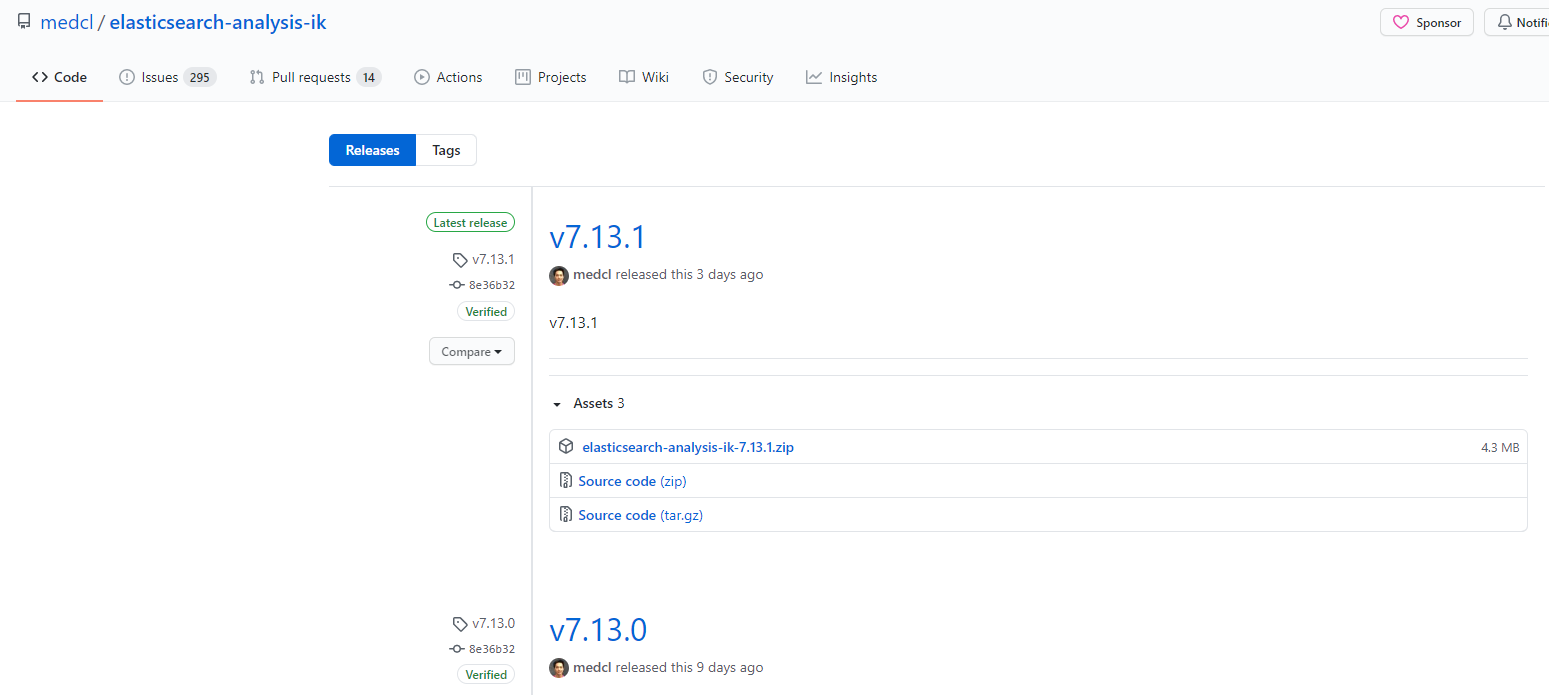 medcl / elasticsearch-analysis-ik
Sponsor
Notifi
Code
Issues 295
Pull requests 14
Actions
Projects
Wiki
Security
Insights
Releases
Tags
Latest release
v7.13.1
8e36b32
Verified
Compare
v7.13.1
medcl released this 3 days ago
v7.13.1
Assets 3
elasticsearch-analysis-ik-7.13.1.zip 4.3 MB
Source code (zip)
Source code (tar.gz)
v7.13.0
8e36b32
Verified
v7.13.0
medcl released this 9 days ago